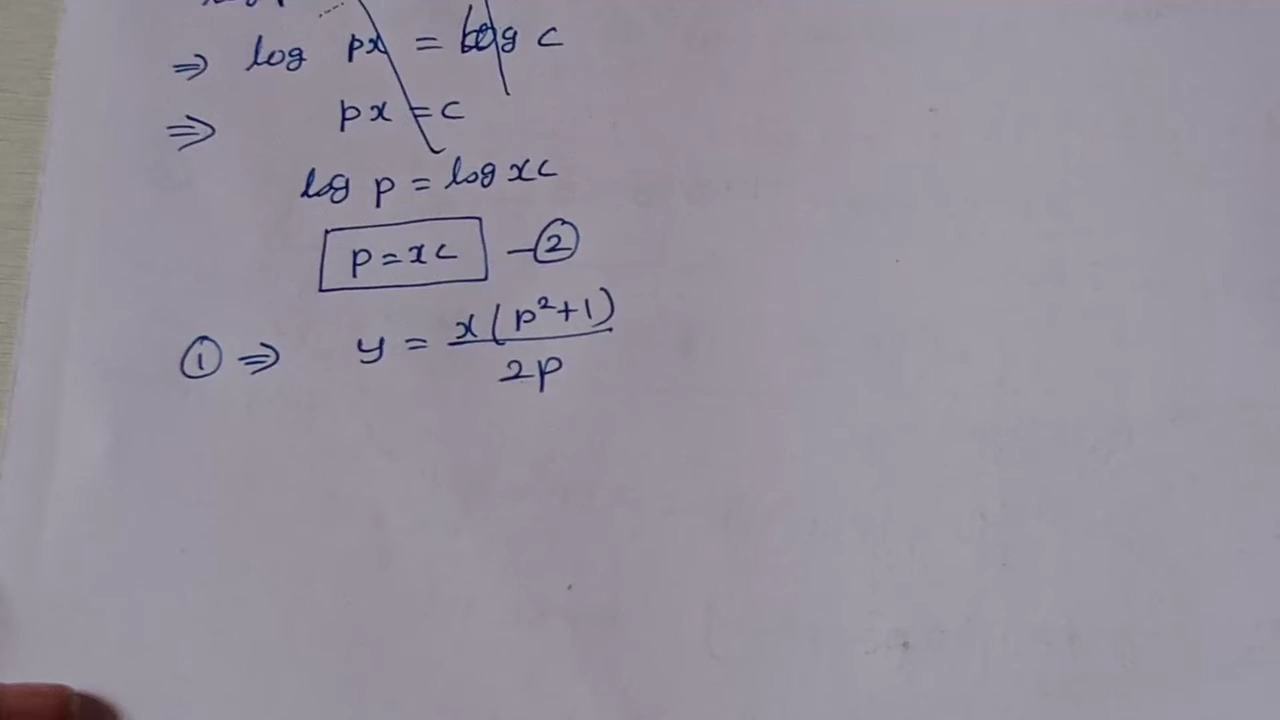 ⇒ log px = log c
⇒ px = c
log p = log xc
p = xc —②
① ⇒ y = x(p²+1)/2p